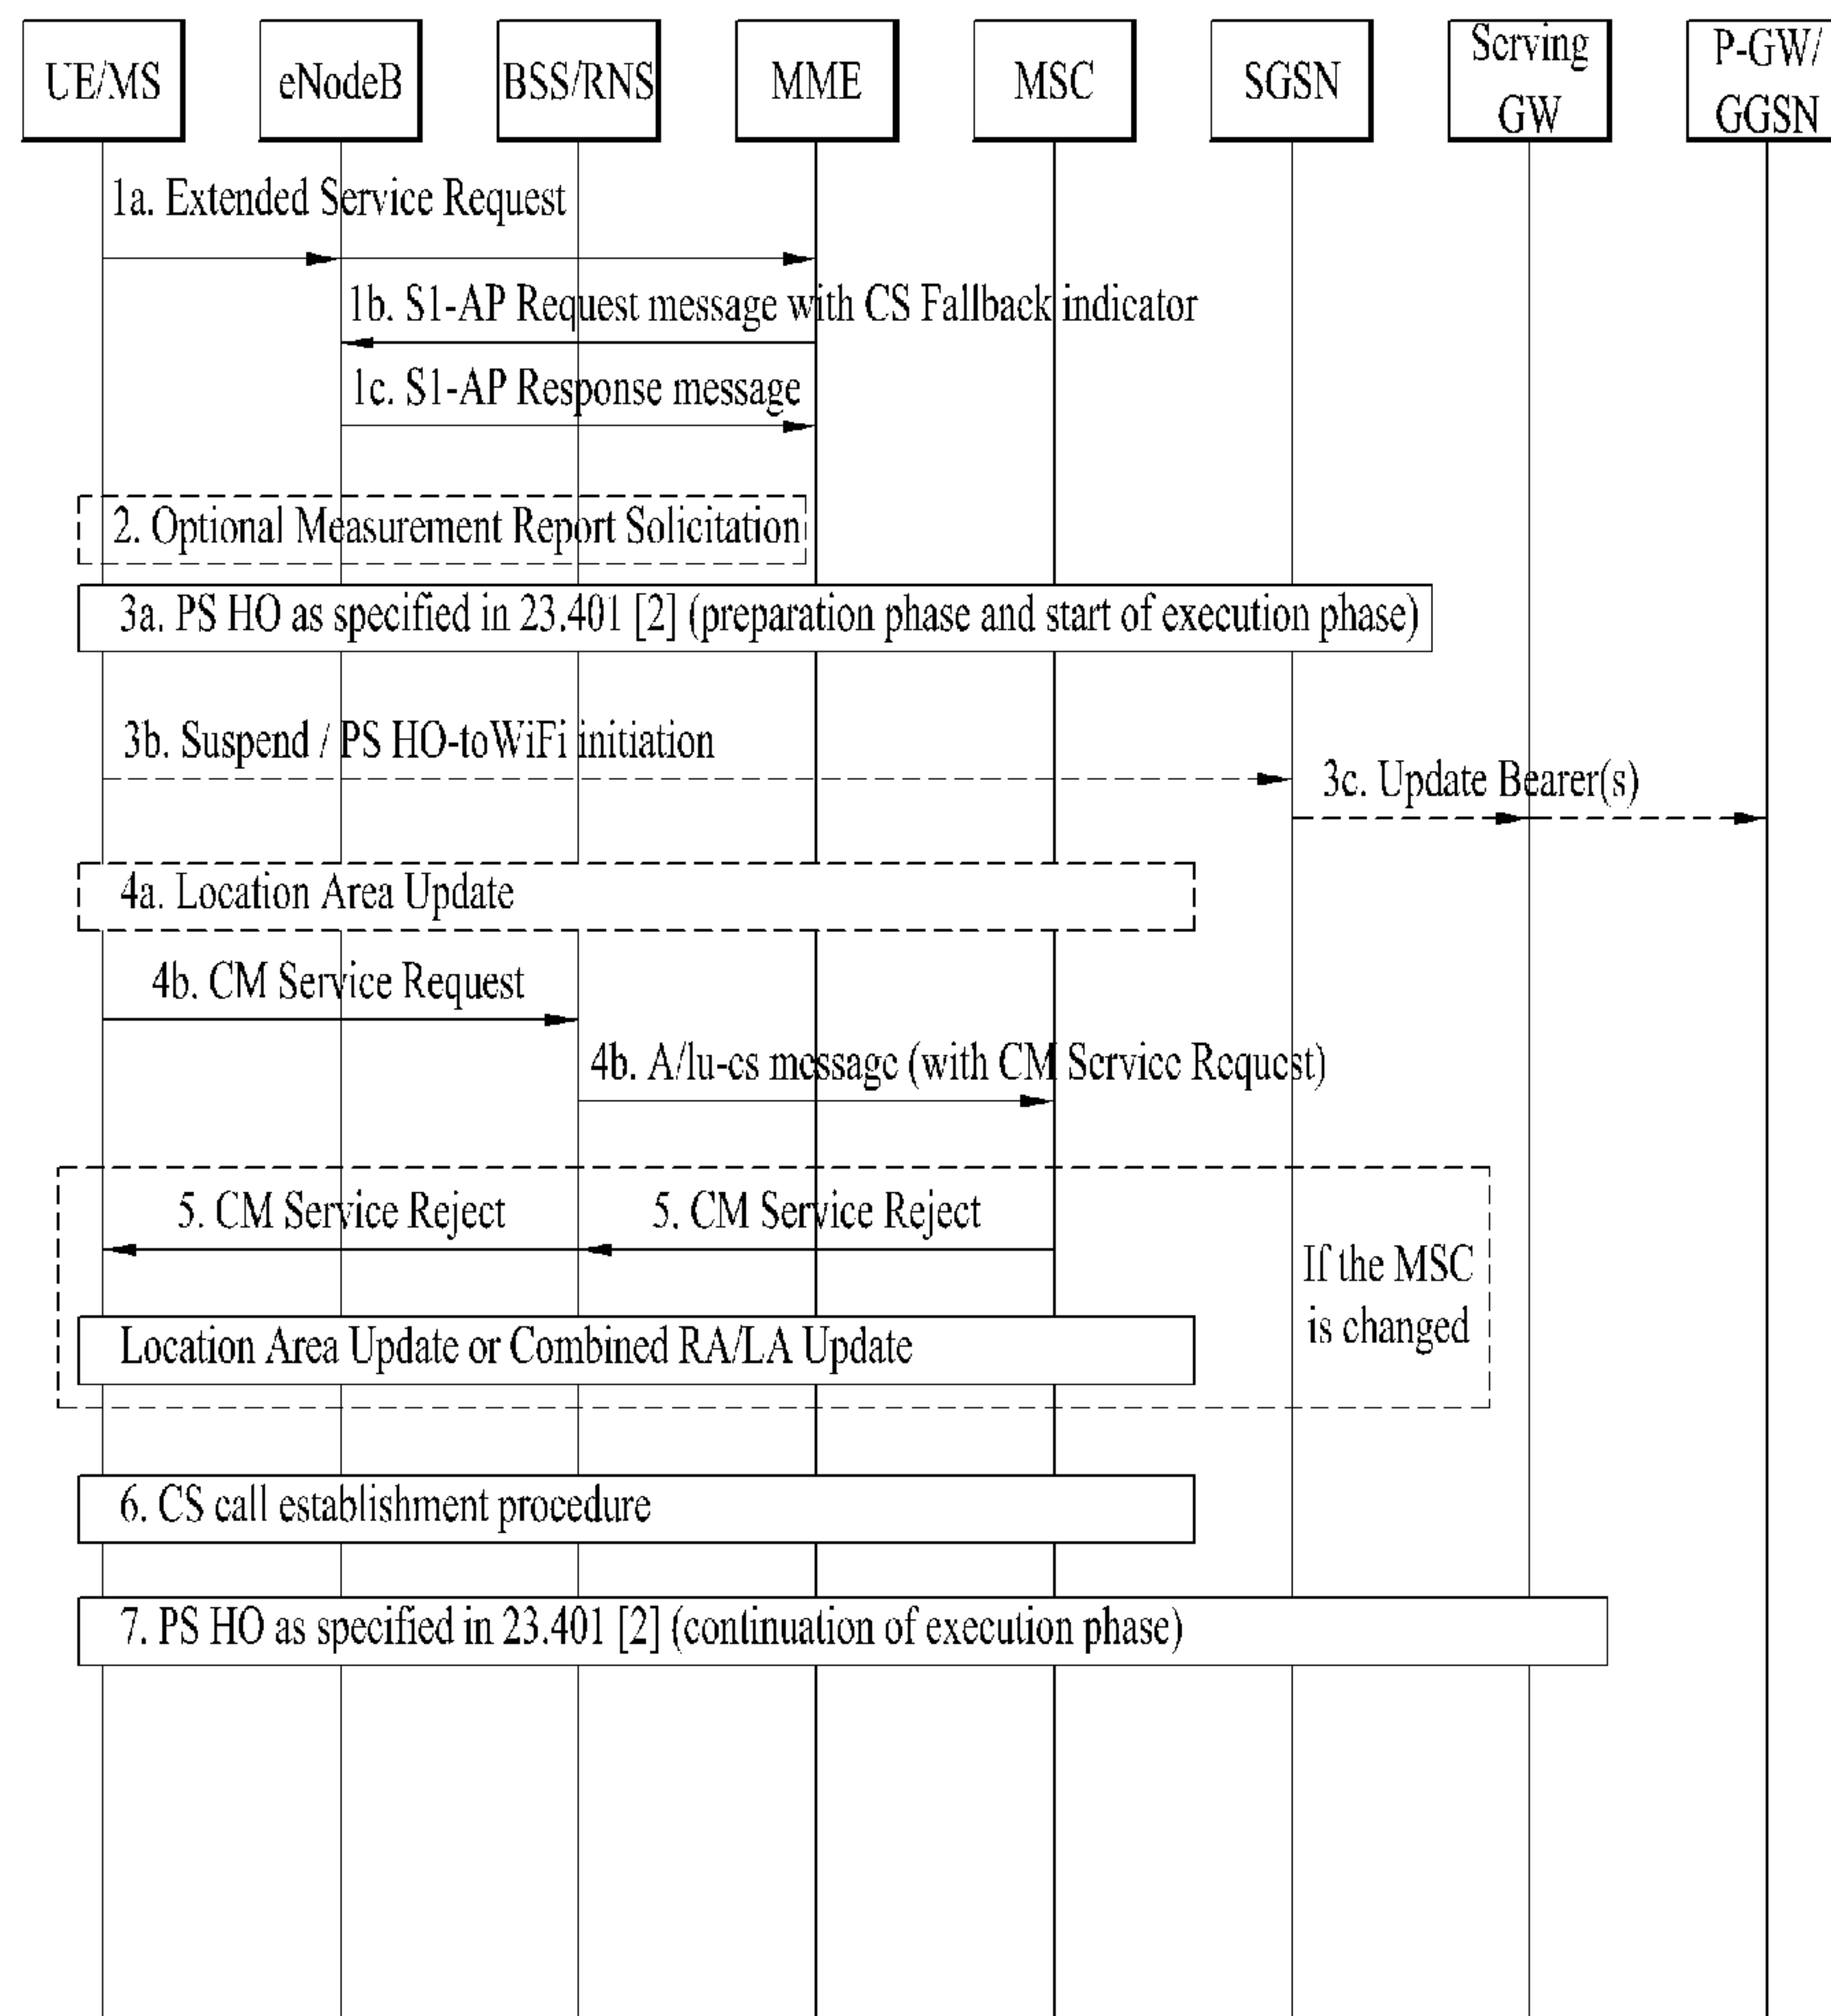 UE/MS
eNodeB
BSS/RNS
MME
MSC
SGSN
Serving
GW
P-GW/
GGSN
1a. Extended Service Request
1b. S1-AP Request message with CS Fallback indicator
1c. S1-AP Response message
2. Optional Measurement Report Solicitation
3a. PS HO as specified in 23.401 [2] (preparation phase and start of execution phase)
3b. Suspend / PS HO-toWiFi initiation
3c. Update Bearer(s)
4a. Location Area Update
4b. CM Service Request
4b. A/lu-cs message (with CM Service Request)
5. CM Service Reject
5. CM Service Reject
If the MSC
is changed
Location Area Update or Combined RA/LA Update
6. CS call establishment procedure
7. PS HO as specified in 23.401 [2] (continuation of execution phase)